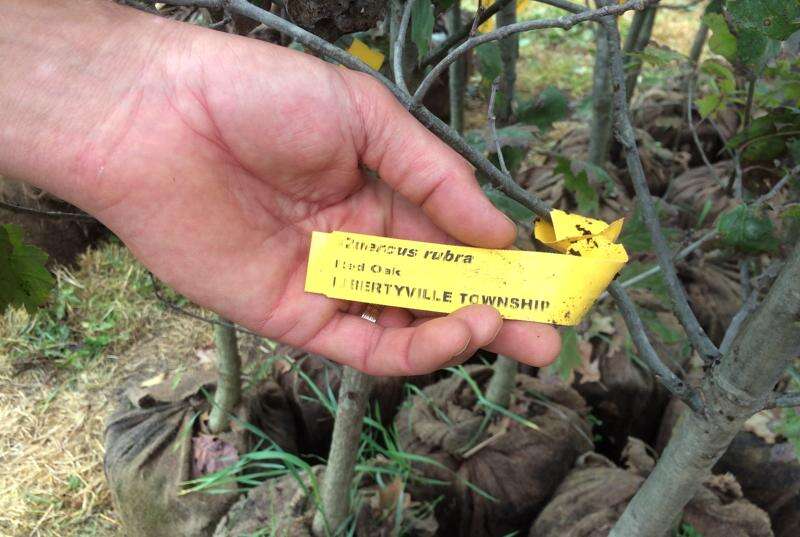 Quercus rubra
Red Oak
LIBERTYVILLE TOWNSHIP